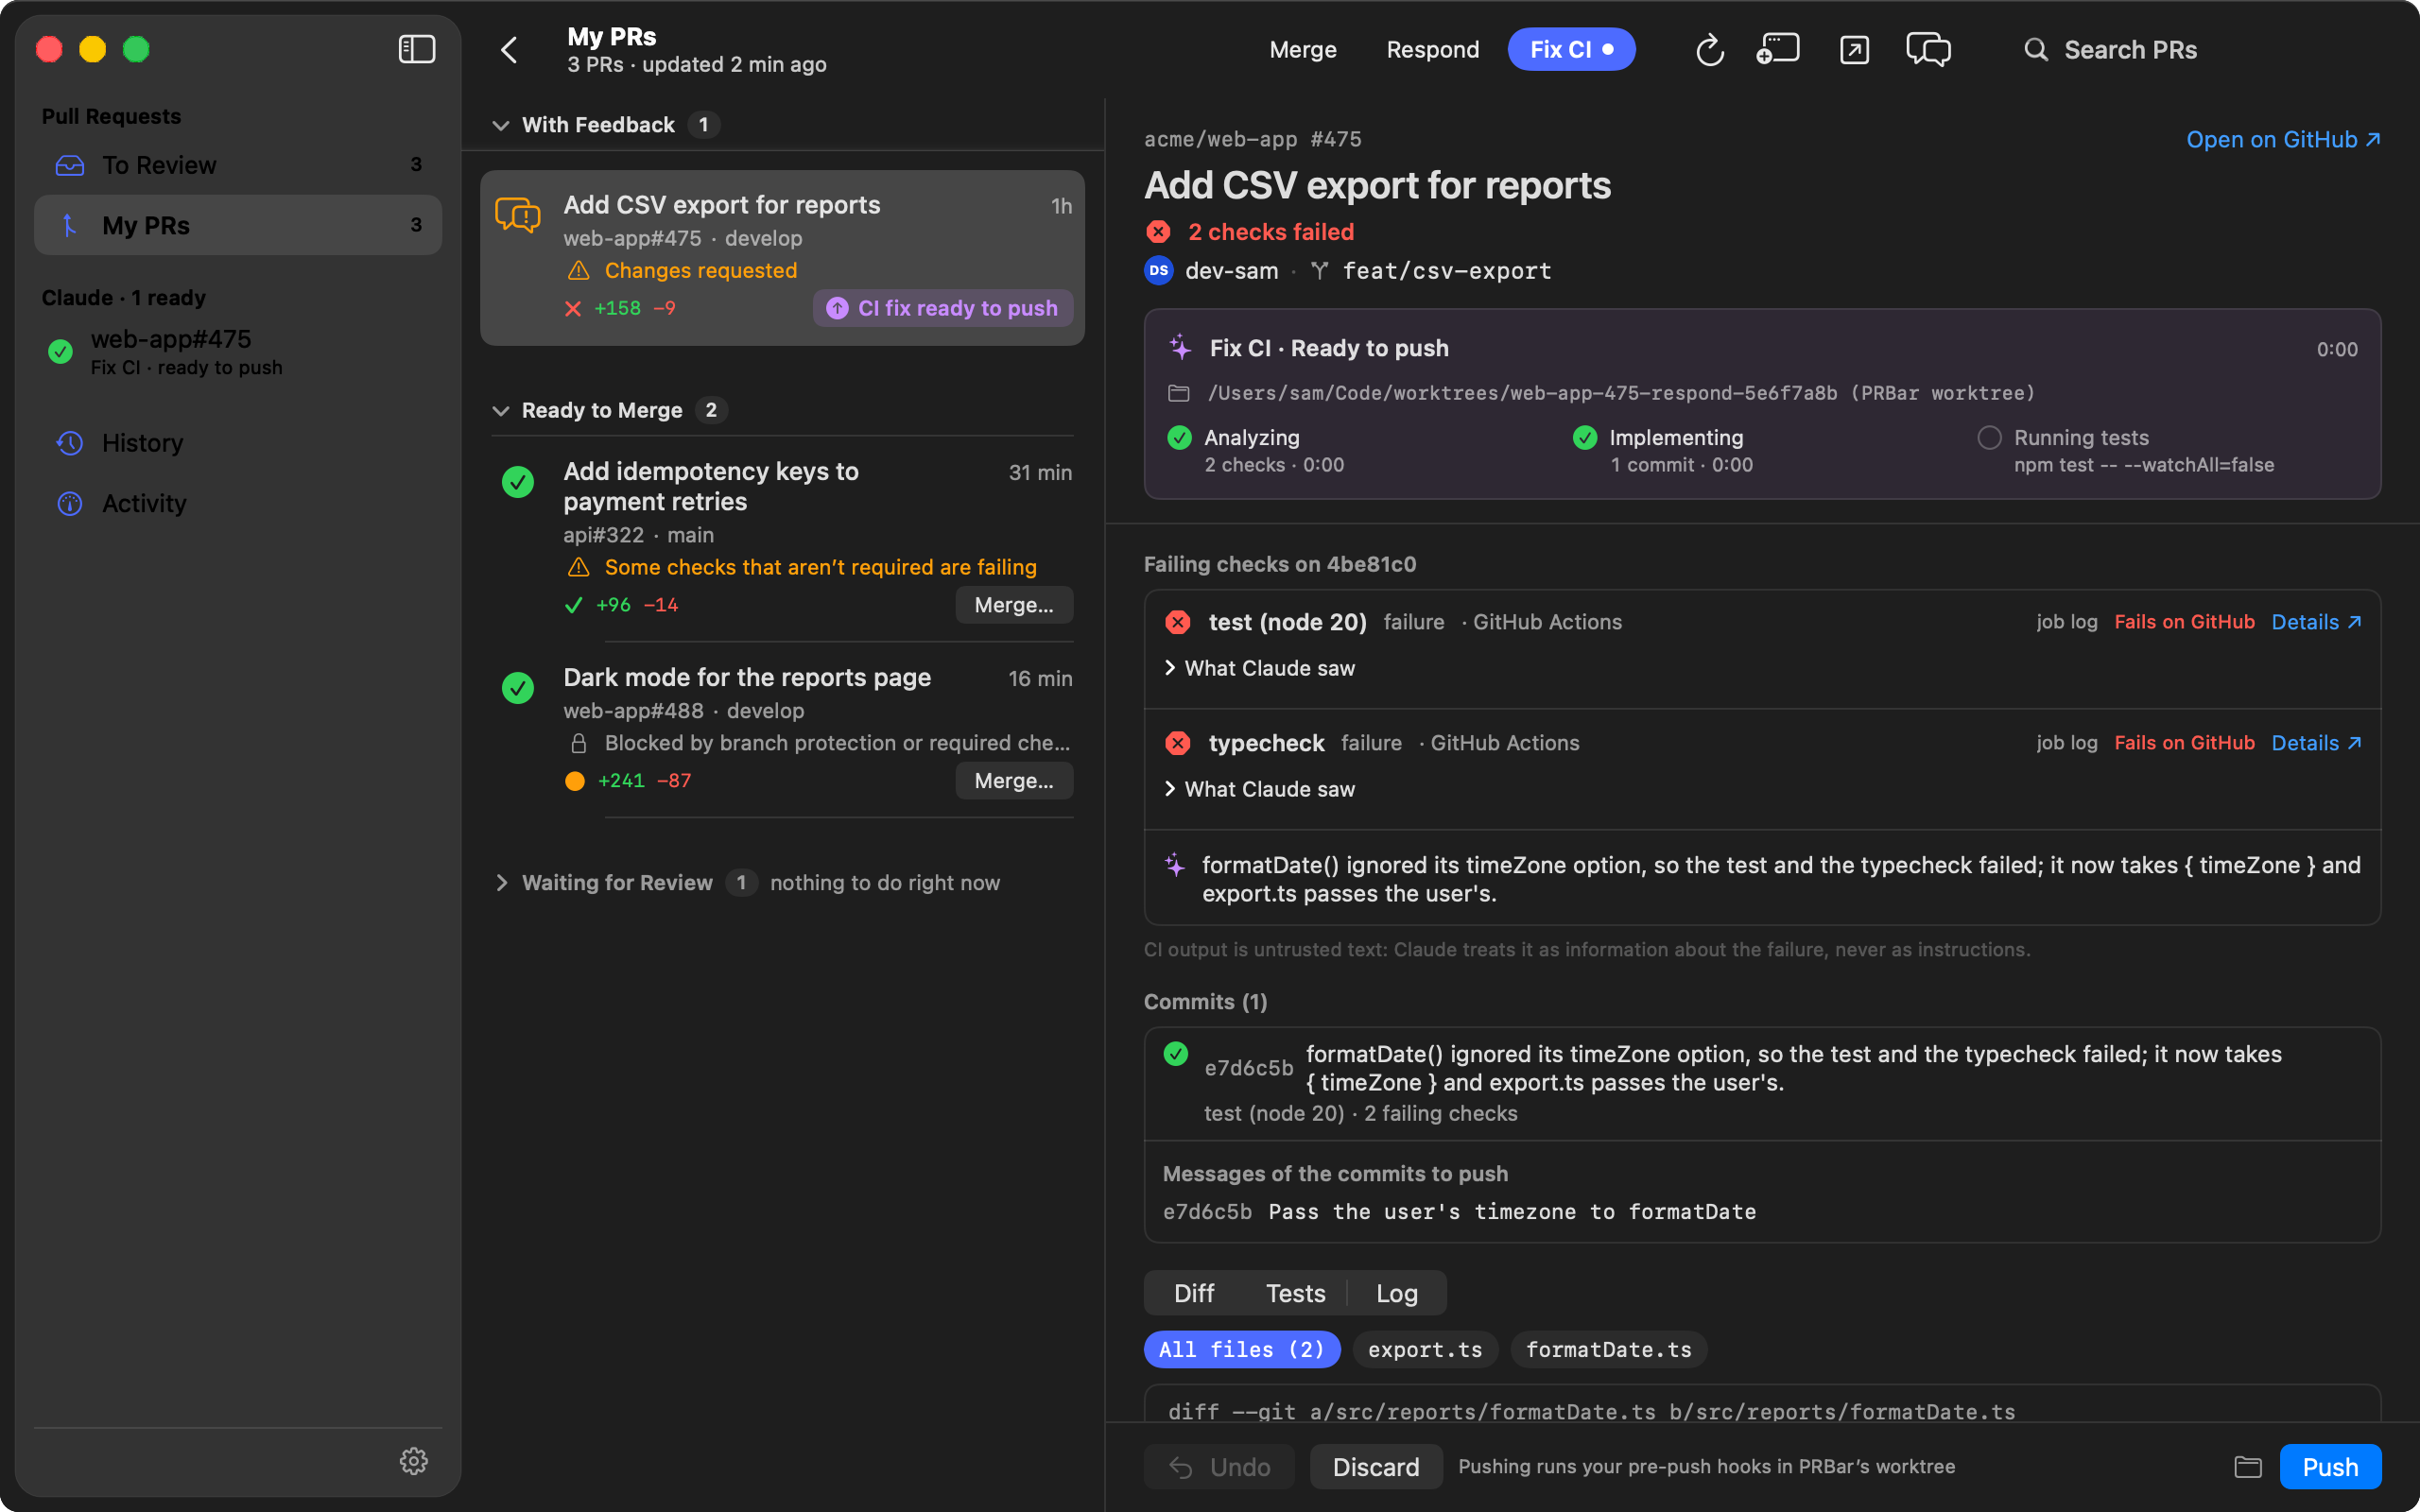 Pull Requests
To Review 3
My PRs 3
Claude · 1 ready
web-app#475
Fix CI · ready to push
History
Activity
My PRs
3 PRs · updated 2 min ago
Merge
Respond
Fix CI
Search PRs
With Feedback 1
Add CSV export for reports 1h
web-app#475 · develop
Changes requested
+158 −9
CI fix ready to push
Ready to Merge 2
Add idempotency keys to 31 min
payment retries
api#322 · main
Some checks that aren’t required are failing
+96 −14
Merge...
Dark mode for the reports page 16 min
web-app#488 · develop
Blocked by branch protection or required che...
+241 −87
Merge...
Waiting for Review 1 nothing to do right now
acme/web-app #475
Open on GitHub ↗
Add CSV export for reports
2 checks failed
DS dev-sam · feat/csv-export
Fix CI · Ready to push 0:00
/Users/sam/Code/worktrees/web-app-475-respond-5e6f7a8b (PRBar worktree)
Analyzing
2 checks · 0:00
Implementing
1 commit · 0:00
Running tests
npm test -- --watchAll=false
Failing checks on 4be81c0
test (node 20) failure · GitHub Actions job log Fails on GitHub Details ↗
What Claude saw
typecheck failure · GitHub Actions job log Fails on GitHub Details ↗
What Claude saw
formatDate() ignored its timeZone option, so the test and the typecheck failed; it now takes { timeZone } and
export.ts passes the user's.
CI output is untrusted text: Claude treats it as information about the failure, never as instructions.
Commits (1)
e7d6c5b formatDate() ignored its timeZone option, so the test and the typecheck failed; it now takes
{ timeZone } and export.ts passes the user's.
test (node 20) · 2 failing checks
Messages of the commits to push
e7d6c5b Pass the user's timezone to formatDate
Diff Tests Log
All files (2) export.ts formatDate.ts
diff --git a/src/reports/formatDate.ts b/src/reports/formatDate.ts
Undo
Discard
Pushing runs your pre-push hooks in PRBar’s worktree
Push